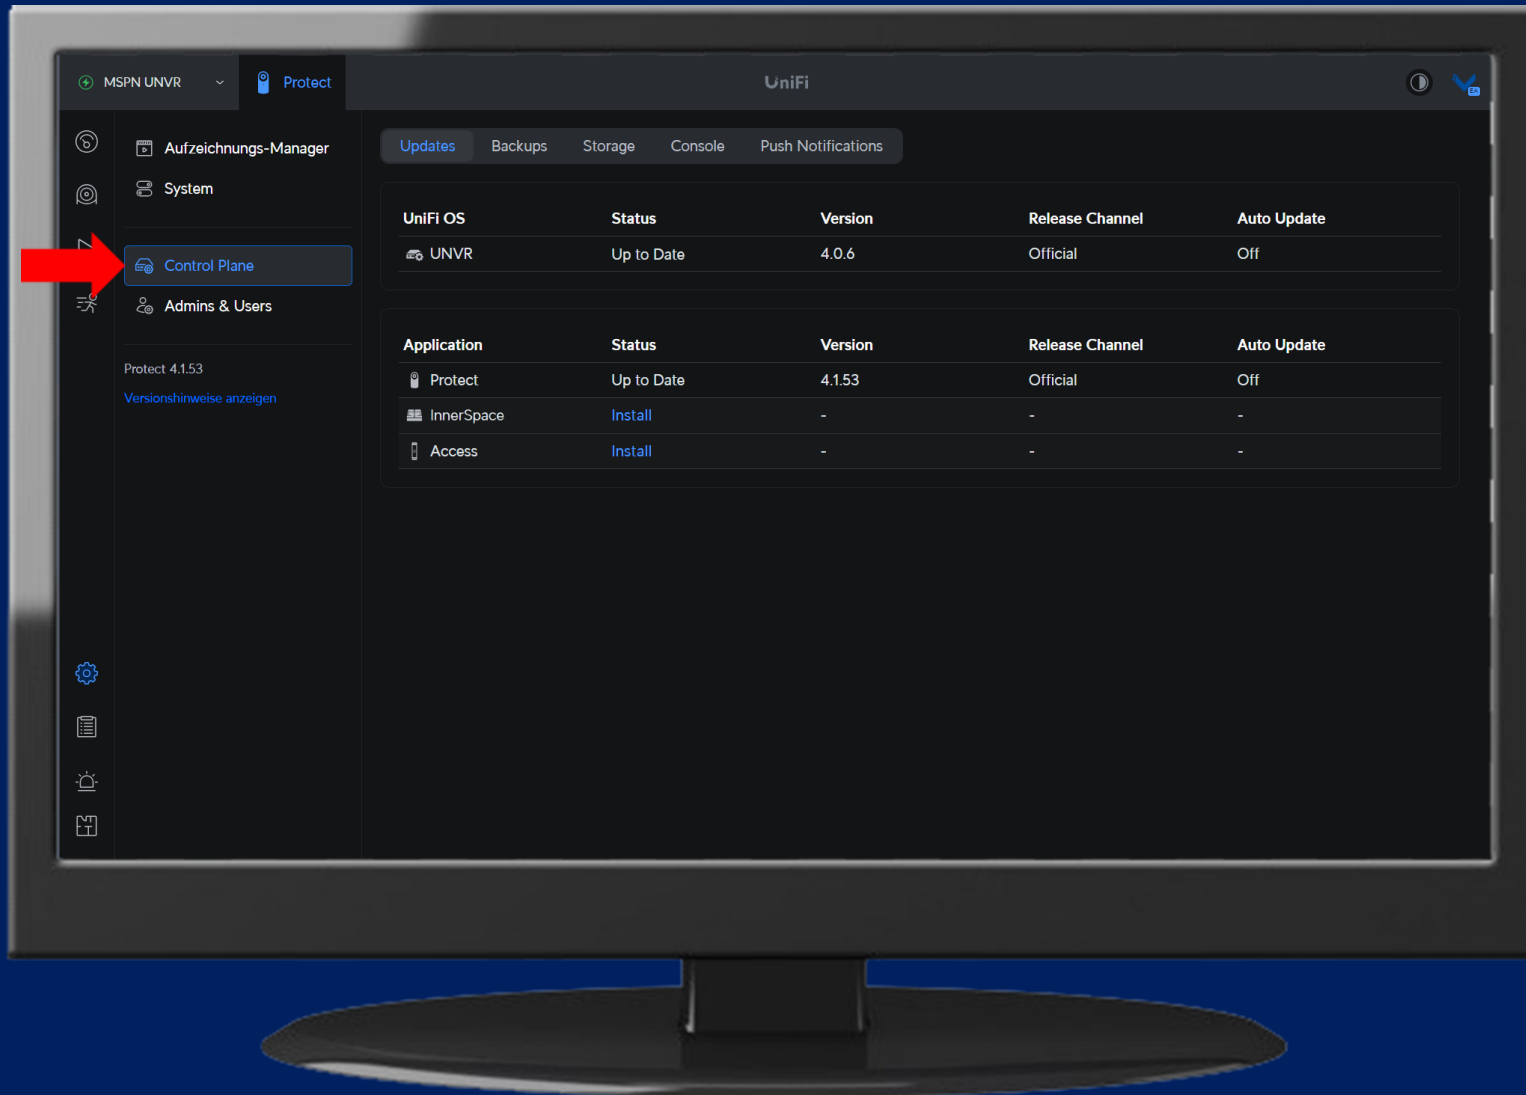 MSPN UNVR
Protect
UniFi
EA
Aufzeichnungs-Manager
System
Control Plane
Admins & Users
Protect 4.1.53
Versionshinweise anzeigen
Updates Backups Storage Console Push Notifications
UniFi OS Status Version Release Channel Auto Update
UNVR Up to Date 4.0.6 Official Off
Application Status Version Release Channel Auto Update
Protect Up to Date 4.1.53 Official Off
InnerSpace Install - - -
Access Install - - -